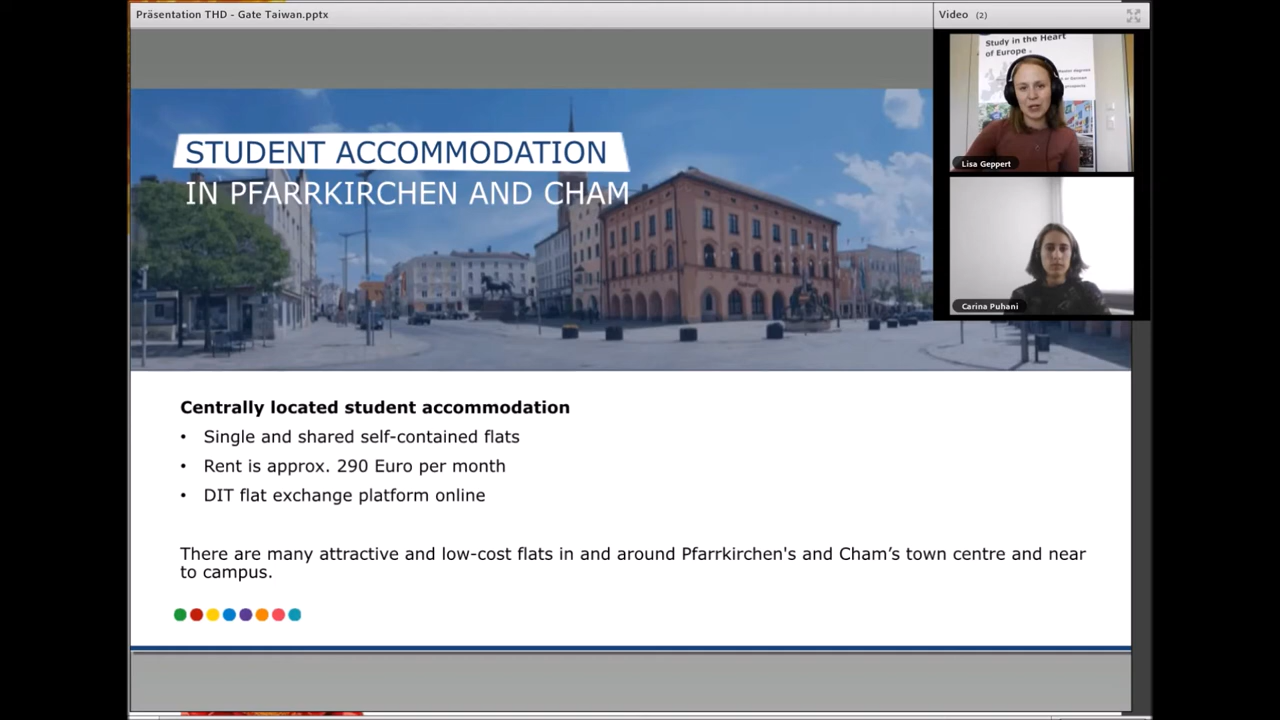 Präsentation THD - Gate Taiwan.pptx
Video (2)
Study in the Heart
of Europe
Lisa Geppert
Carina Puhani
STUDENT ACCOMMODATION
IN PFARRKIRCHEN AND CHAM
Centrally located student accommodation
• Single and shared self-contained flats
• Rent is approx. 290 Euro per month
• DIT flat exchange platform online
There are many attractive and low-cost flats in and around Pfarrkirchen's and Cham’s town centre and near
to campus.